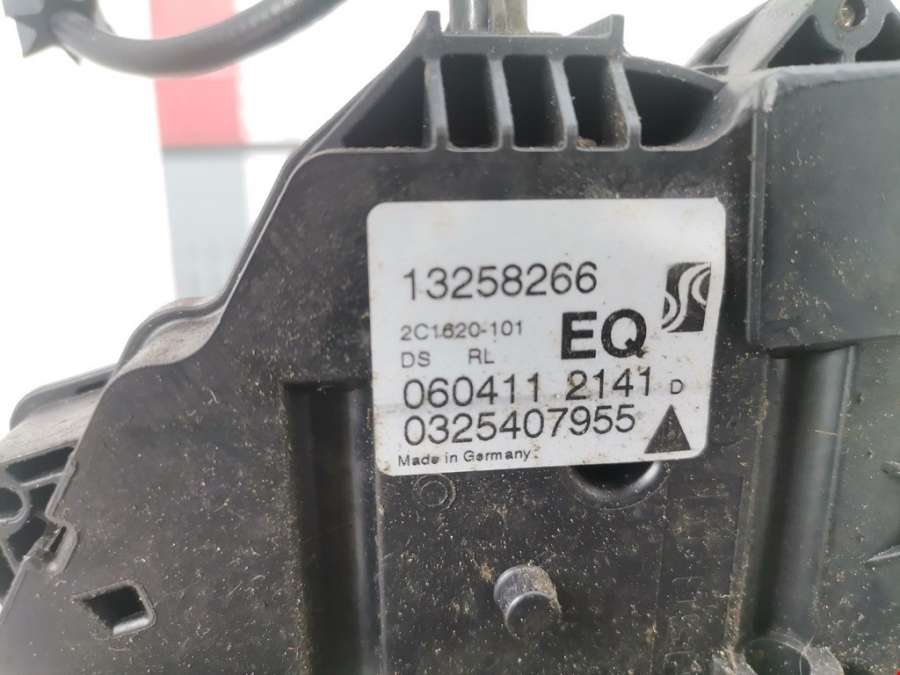 13258266
2C1620-101
EQ
DS RL
060411 2141 D
0325407955
Made in Germany